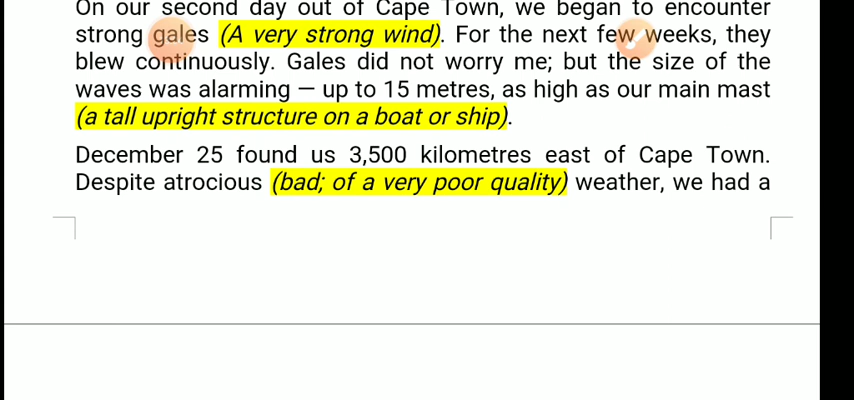 On our second day out of Cape Town, we began to encounter
strong gales (A very strong wind). For the next few weeks, they
blew continuously. Gales did not worry me; but the size of the
waves was alarming — up to 15 metres, as high as our main mast
(a tall upright structure on a boat or ship).
December 25 found us 3,500 kilometres east of Cape Town.
Despite atrocious (bad; of a very poor quality) weather, we had a